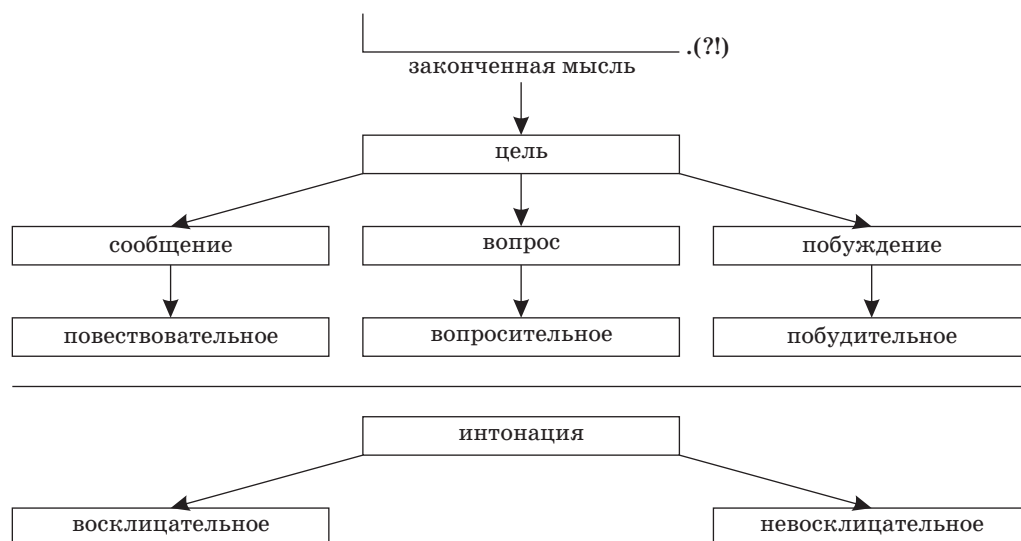 .(?!)
законченная мысль
цель
сообщение вопрос побуждение
повествовательное вопросительное побудительное
интонация
восклицательное невосклицательное